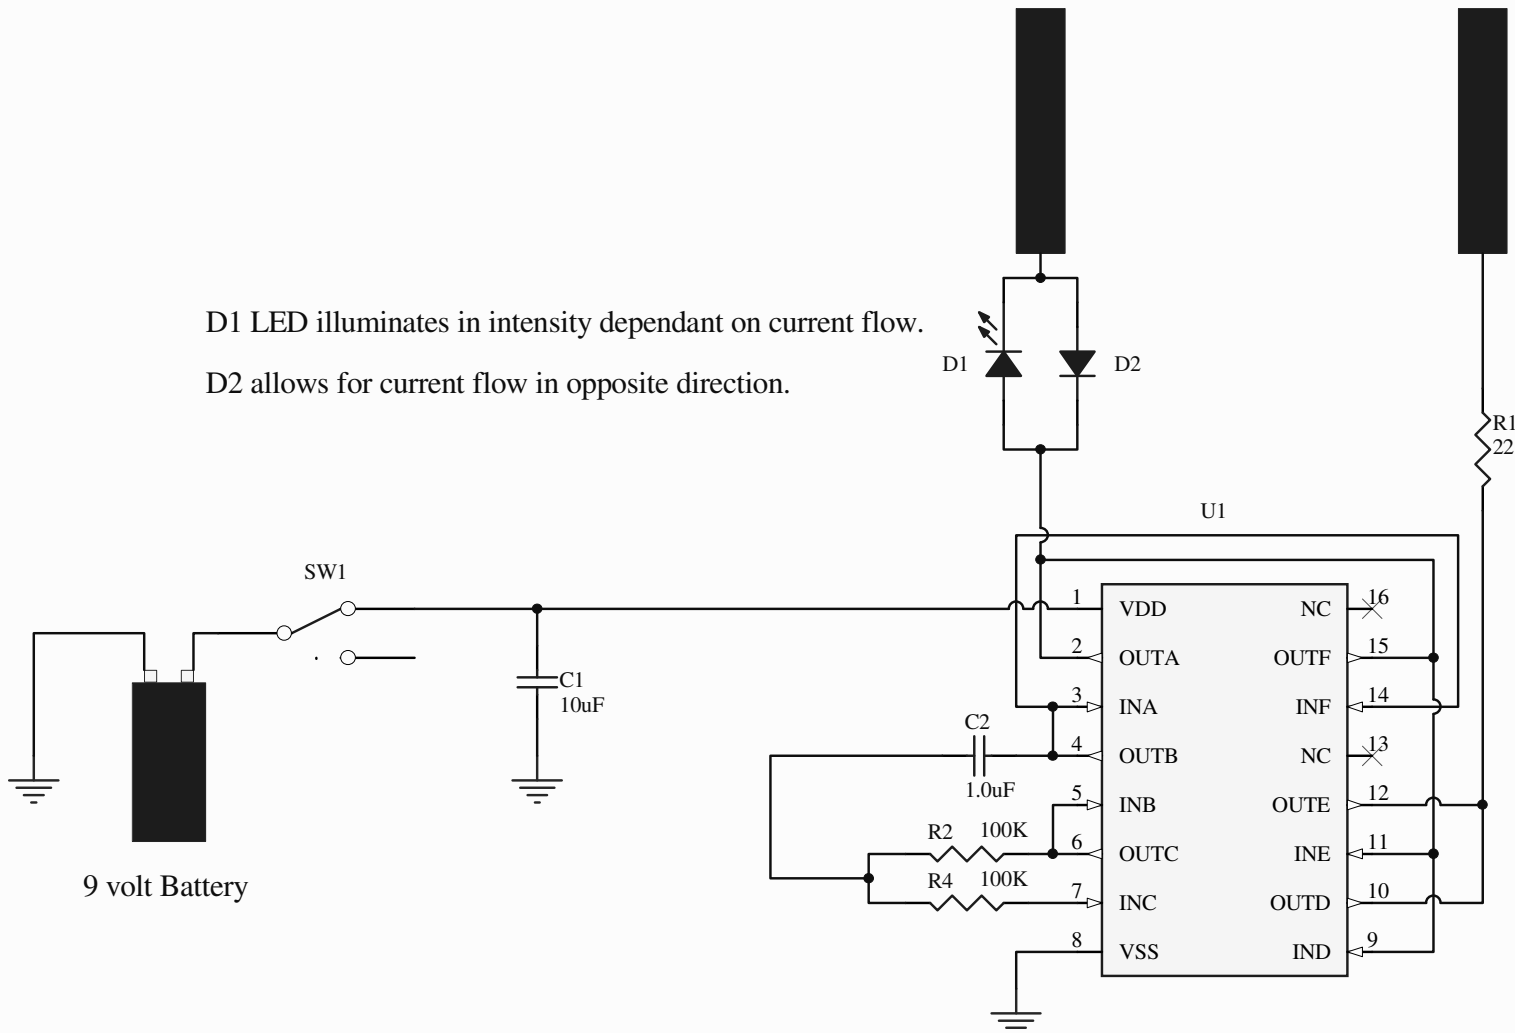 D1 LED illuminates in intensity dependant on current flow.
D2 allows for current flow in opposite direction.
D1
D2
R1
22
U1
SW1
C1
10uF
9 volt Battery
C2
1.0uF
R2 100K
R4 100K
1 VDD NC 16
2 OUTA OUTF 15
3 INA INF 14
4 OUTB NC 13
5 INB OUTE 12
6 OUTC INE 11
7 INC OUTD 10
8 VSS IND 9